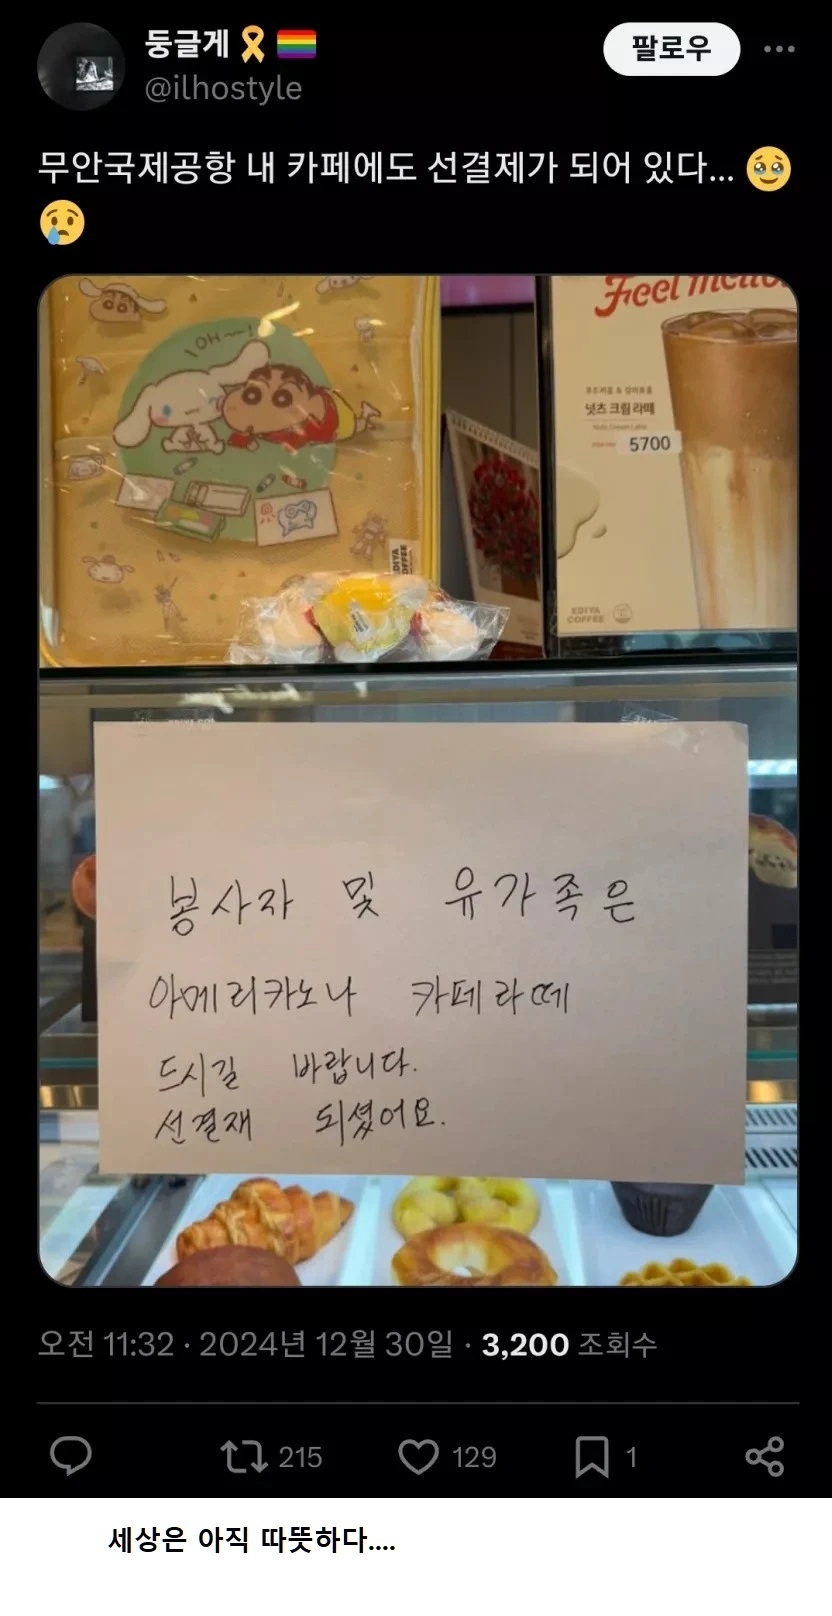 둥글게🎗️🏳️‍🌈
팔로우
@ilhostyle
무안국제공항 내 카페에도 선결제가 되어 있다... 🥹
😢
OH~!
Feel
넛츠 크림 라떼
5700
EDIYA
COFFEE
EDIYA
COFFEE
봉사자 및 유가족은
아메리카노나 카페라떼
드시길 바랍니다.
선결재 되셨어요.
오전 11:32 · 2024년 12월 30일 · 3,200 조회수
215
129
1
세상은 아직 따뜻하다....